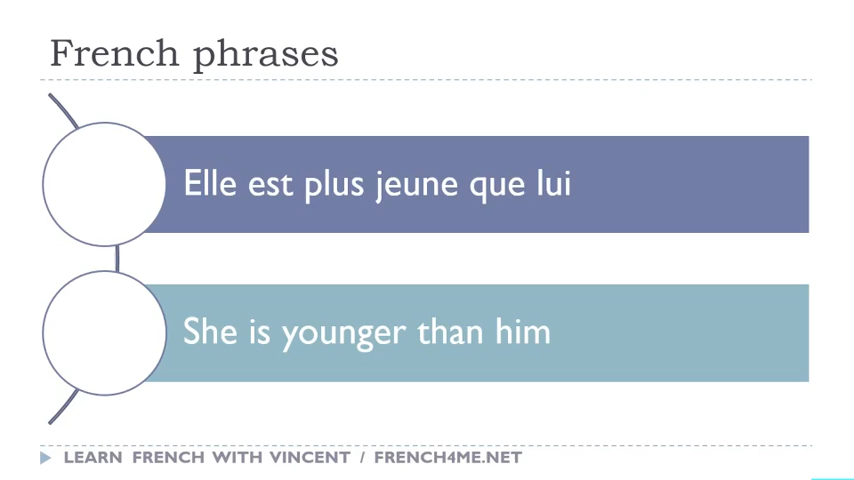 French phrases
Elle est plus jeune que lui
She is younger than him
LEARN FRENCH WITH VINCENT / FRENCH4ME.NET